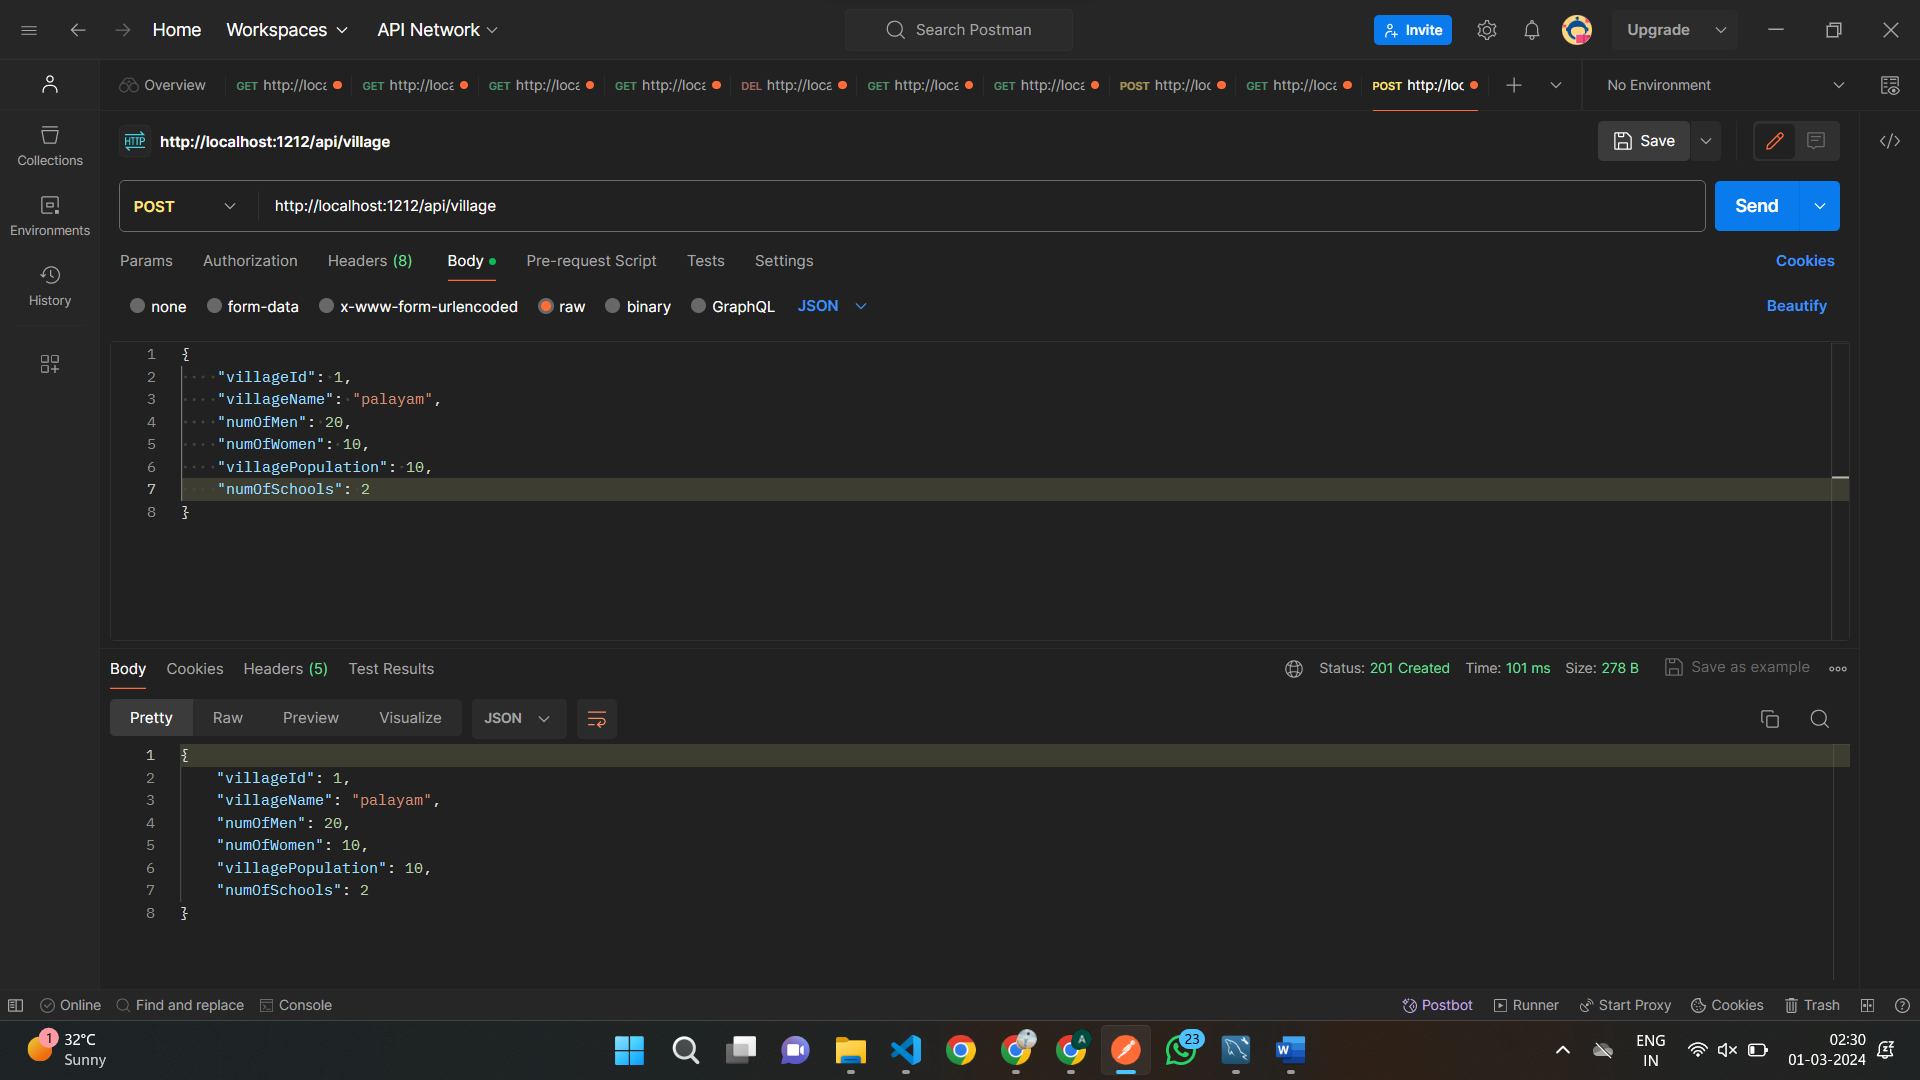 Home Workspaces API Network Search Postman Invite Upgrade
Overview GET http://loca GET http://loca GET http://loca GET http://loca DEL http://loca GET http://loca GET http://loca POST http://loc GET http://loca POST http://loc No Environment
HTTP http://localhost:1212/api/village Save
Collections
POST http://localhost:1212/api/village Send
Environments
Params Authorization Headers (8) Body Pre-request Script Tests Settings Cookies
History
none form-data x-www-form-urlencoded raw binary GraphQL JSON Beautify
1 {
2 "villageId": 1,
3 "villageName": "palayam",
4 "numOfMen": 20,
5 "numOfWomen": 10,
6 "villagePopulation": 10,
7 "numOfSchools": 2
8 }
Body Cookies Headers (5) Test Results Status: 201 Created Time: 101 ms Size: 278 B Save as example
Pretty Raw Preview Visualize JSON
1 {
2 "villageId": 1,
3 "villageName": "palayam",
4 "numOfMen": 20,
5 "numOfWomen": 10,
6 "villagePopulation": 10,
7 "numOfSchools": 2
8 }
Online Find and replace Console Postbot Runner Start Proxy Cookies Trash
1 32°C
Sunny
A
23
ENG
IN
02:30
01-03-2024